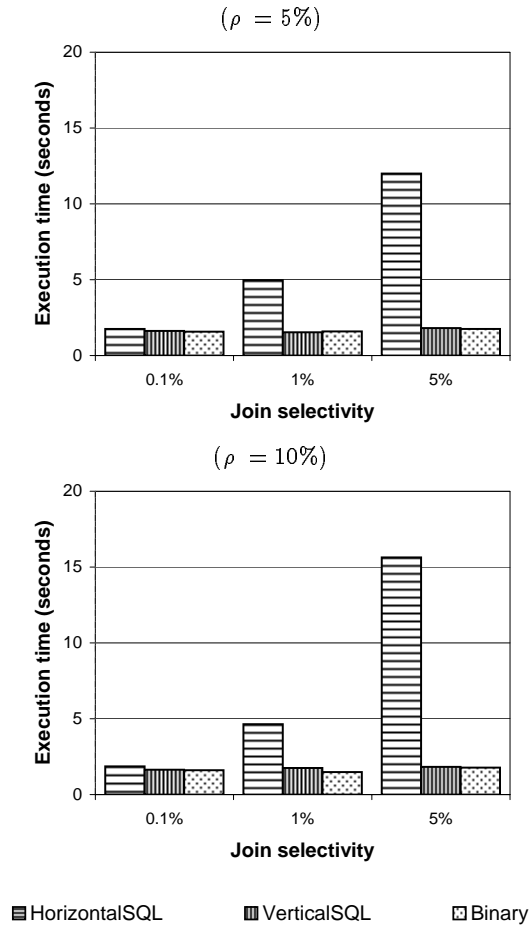 (ρ = 5%)
20
15
10
5
0
Execution time (seconds)
0.1% 1% 5%
Join selectivity
(ρ = 10%)
20
15
10
5
0
Execution time (seconds)
0.1% 1% 5%
Join selectivity
HorizontalSQL VerticalSQL Binary